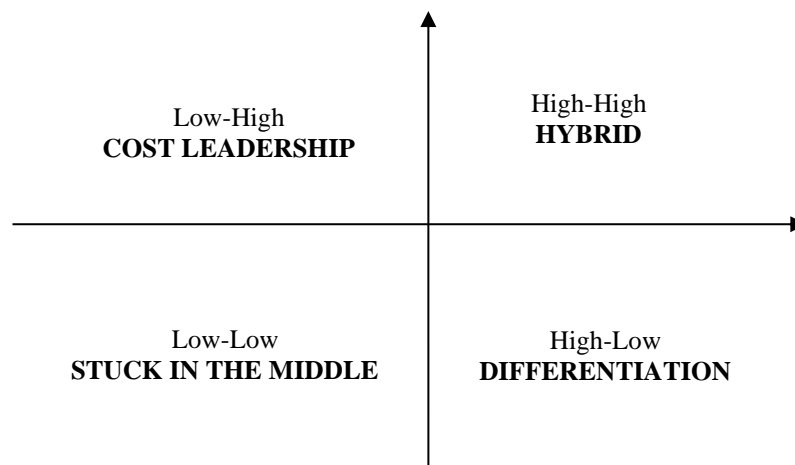 Low-High
COST LEADERSHIP
High-High
HYBRID
Low-Low
STUCK IN THE MIDDLE
High-Low
DIFFERENTIATION